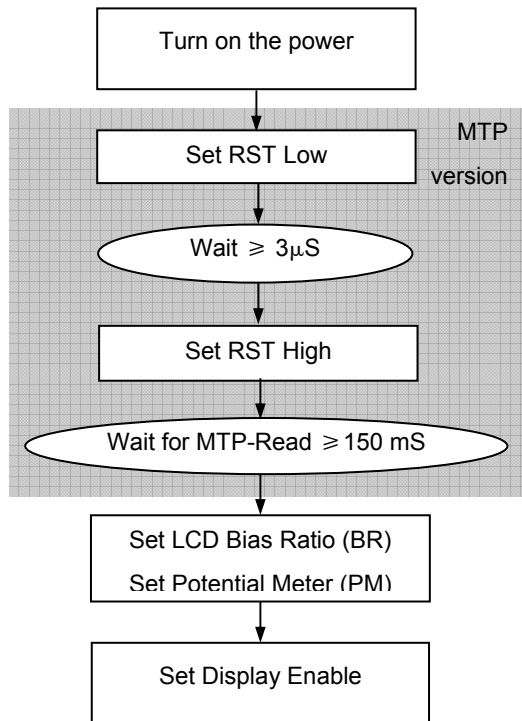 Turn on the power
MTP
version
Set RST Low
Wait ≥ 3μS
Set RST High
Wait for MTP-Read ≥150 mS
Set LCD Bias Ratio (BR)
Set Potential Meter (PM)
Set Display Enable